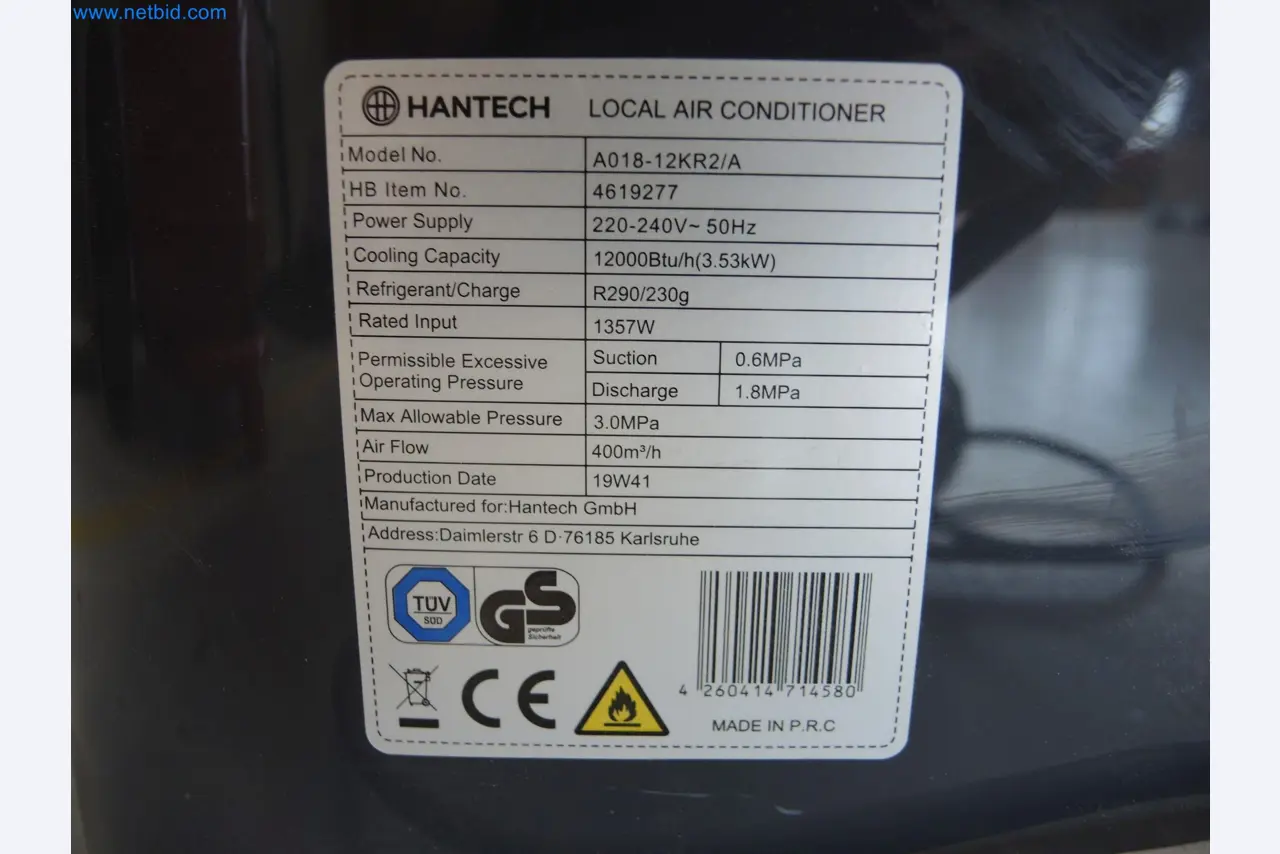 www.netbid.com
HANTECH LOCAL AIR CONDITIONER
Model No. A018-12KR2/A
HB Item No. 4619277
Power Supply 220-240V~ 50Hz
Cooling Capacity 12000Btu/h(3.53kW)
Refrigerant/Charge R290/230g
Rated Input 1357W
Permissible Excessive Operating Pressure
Suction 0.6MPa
Discharge 1.8MPa
Max Allowable Pressure 3.0MPa
Air Flow 400m³/h
Production Date 19W41
Manufactured for:Hantech GmbH
Address:Daimlerstr 6 D-76185 Karlsruhe
TÜV
SÜD
GS
geprüfte
Sicherheit
CE
4 260414 714580
MADE IN P.R.C